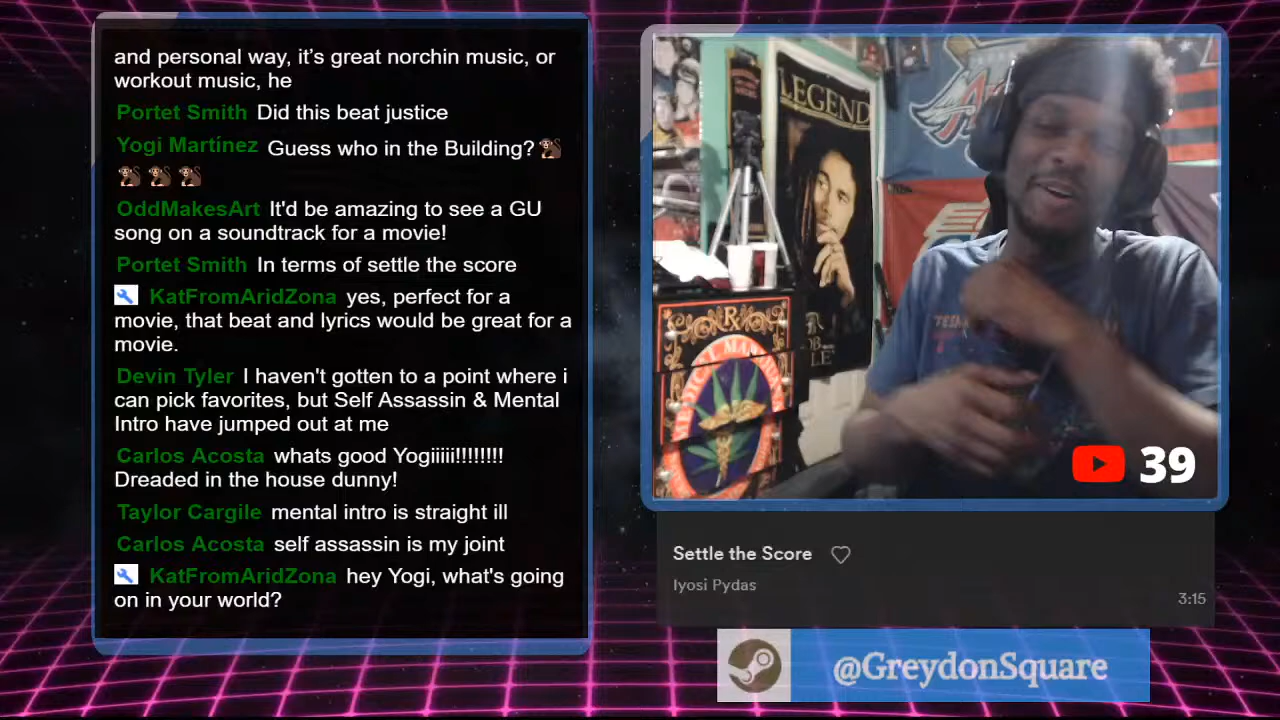 and personal way, it’s great norchin music, or
workout music, he
Portet Smith Did this beat justice
Yogi Martínez Guess who in the Building?🐒
🐒 🐒 🐒
OddMakesArt It'd be amazing to see a GU
song on a soundtrack for a movie!
Portet Smith In terms of settle the score
KatFromAridZona yes, perfect for a
movie, that beat and lyrics would be great for a
movie.
Devin Tyler I haven't gotten to a point where i
can pick favorites, but Self Assassin & Mental
Intro have jumped out at me
Carlos Acosta whats good Yogiiiii!!!!!!!!
Dreaded in the house dunny!
Taylor Cargile mental intro is straight ill
Carlos Acosta self assassin is my joint
KatFromAridZona hey Yogi, what's going
on in your world?
LEGEND
Rx
39
Settle the Score
Iyosi Pydas
3:15
@GreydonSquare